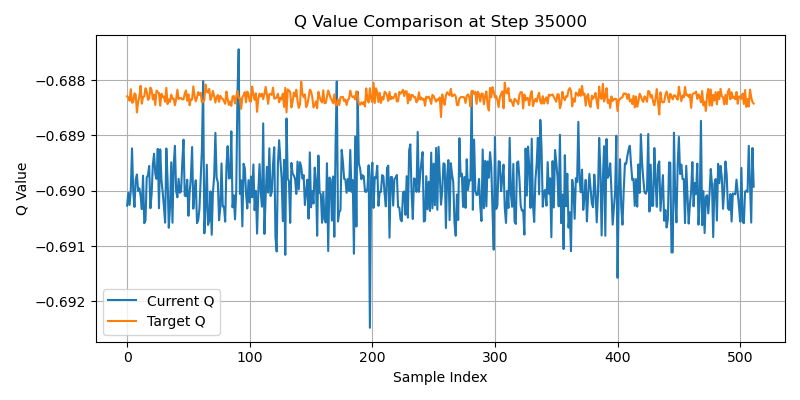 Q Value Comparison at Step 35000
−0.688
−0.689
−0.690
−0.691
−0.692
Q Value
Current Q
Target Q
0
100
200
300
400
500
Sample Index